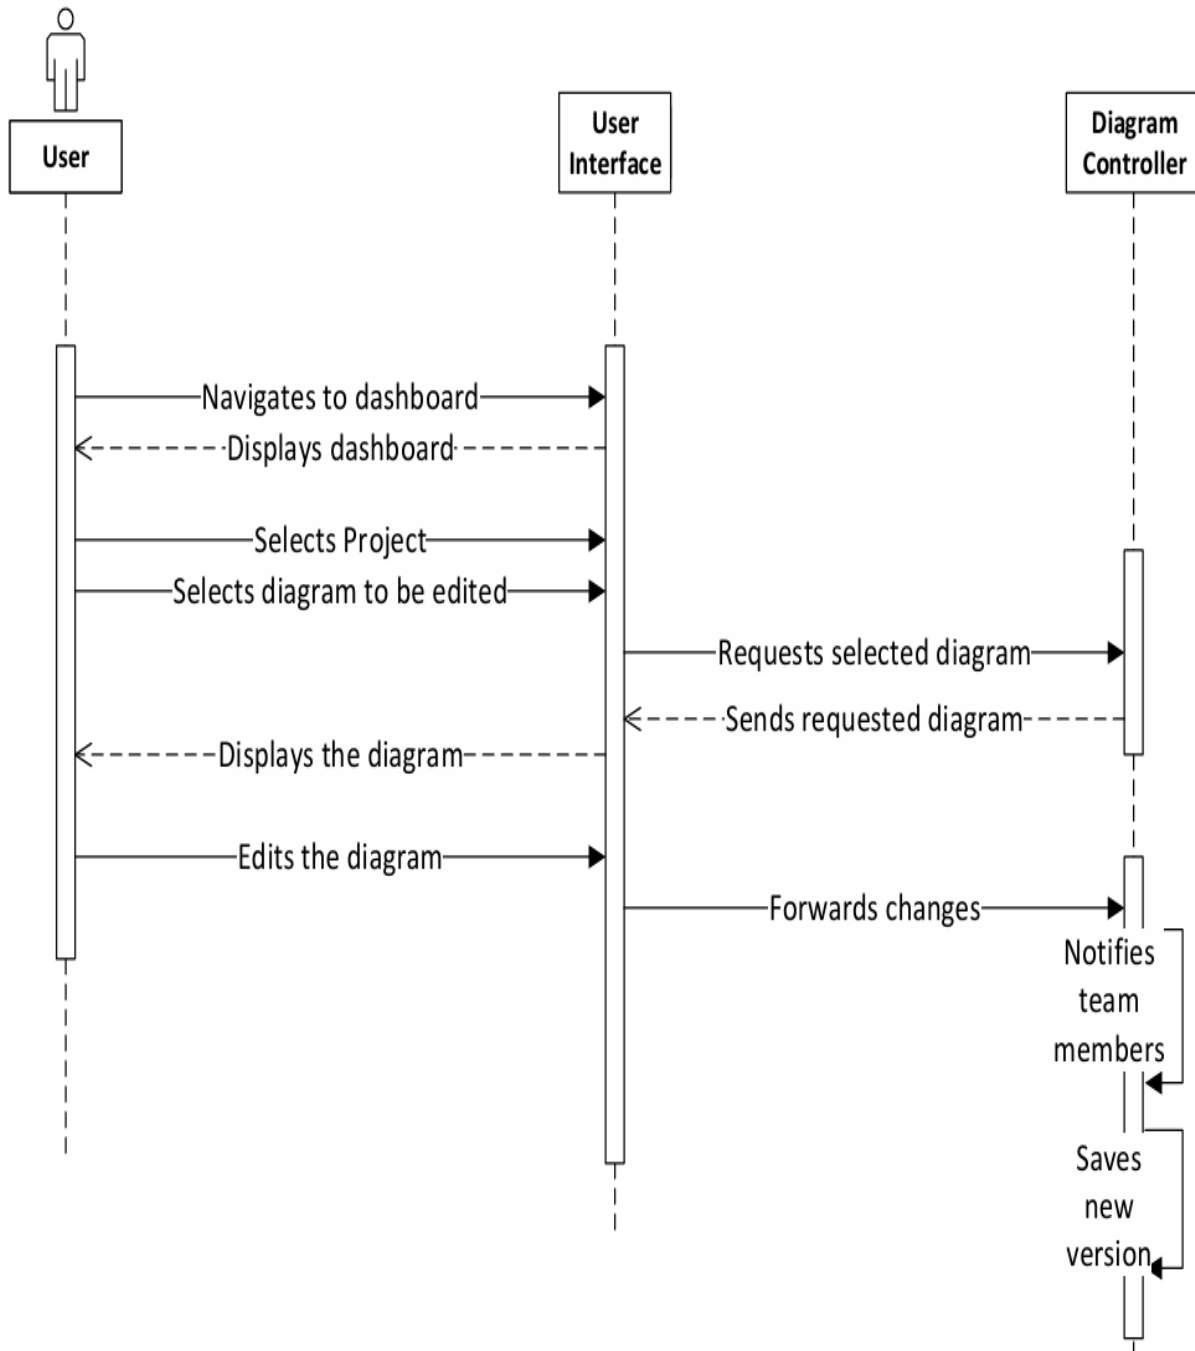 User
User
Interface
Diagram
Controller
Navigates to dashboard
Displays dashboard
Selects Project
Selects diagram to be edited
Requests selected diagram
Sends requested diagram
Displays the diagram
Edits the diagram
Forwards changes
Notifies
team
members
Saves
new
version